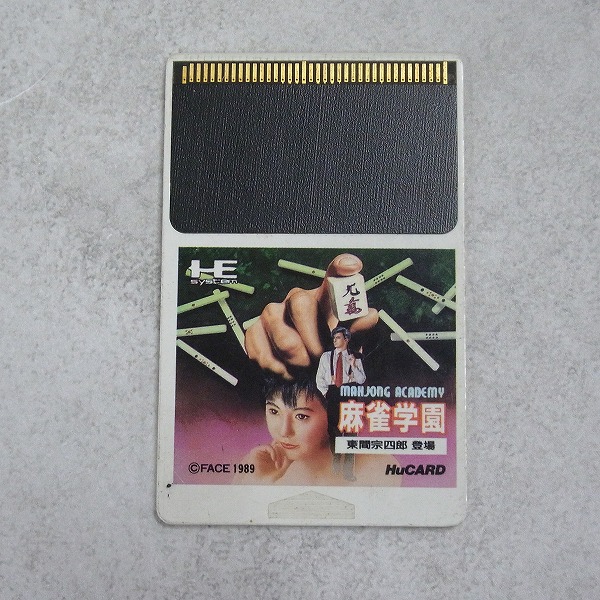 HE
system
九萬
MAHJONG ACADEMY
麻雀学園
東間宗四郎 登場
©FACE 1989
HuCARD